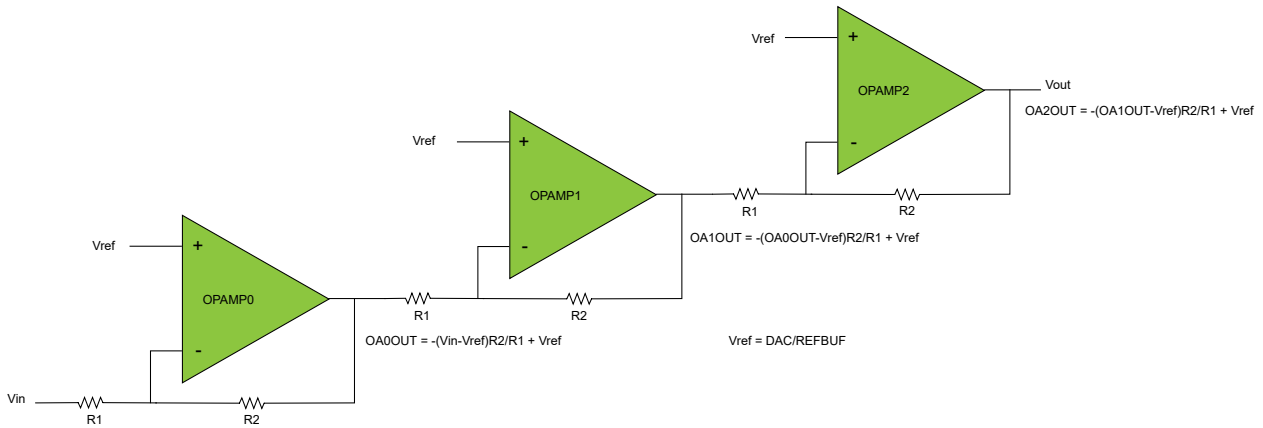 Vref
+
OPAMP2
-
Vout
OA2OUT = -(OA1OUT-Vref)R2/R1 + Vref
R1
R2
Vref
+
OPAMP1
-
OA1OUT = -(OA0OUT-Vref)R2/R1 + Vref
R1
R2
Vref
+
OPAMP0
-
OA0OUT = -(Vin-Vref)R2/R1 + Vref
Vref = DAC/REFBUF
Vin
R1
R2